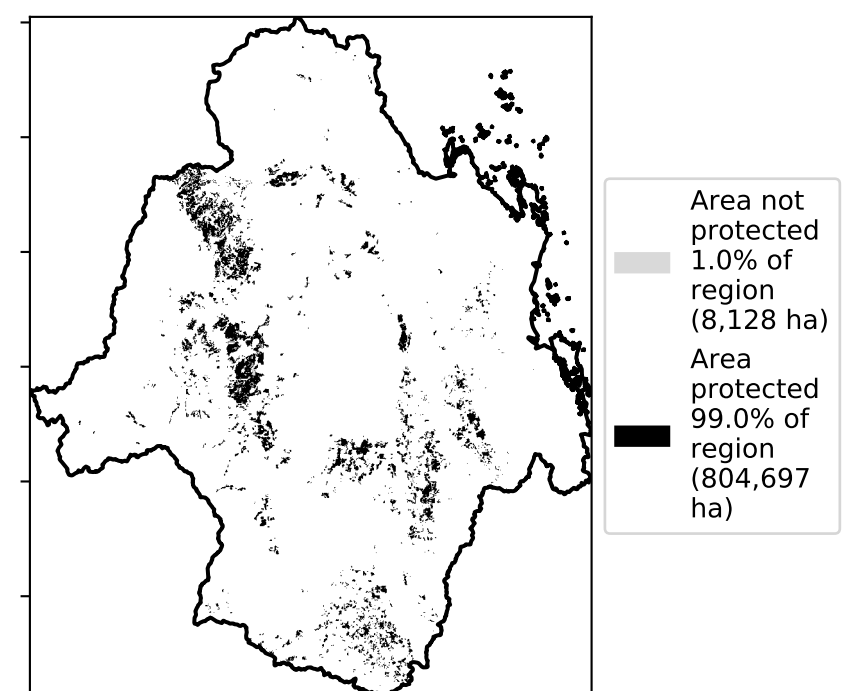 Area not
protected
1.0% of
region
(8,128 ha)
Area
protected
99.0% of
region
(804,697
ha)